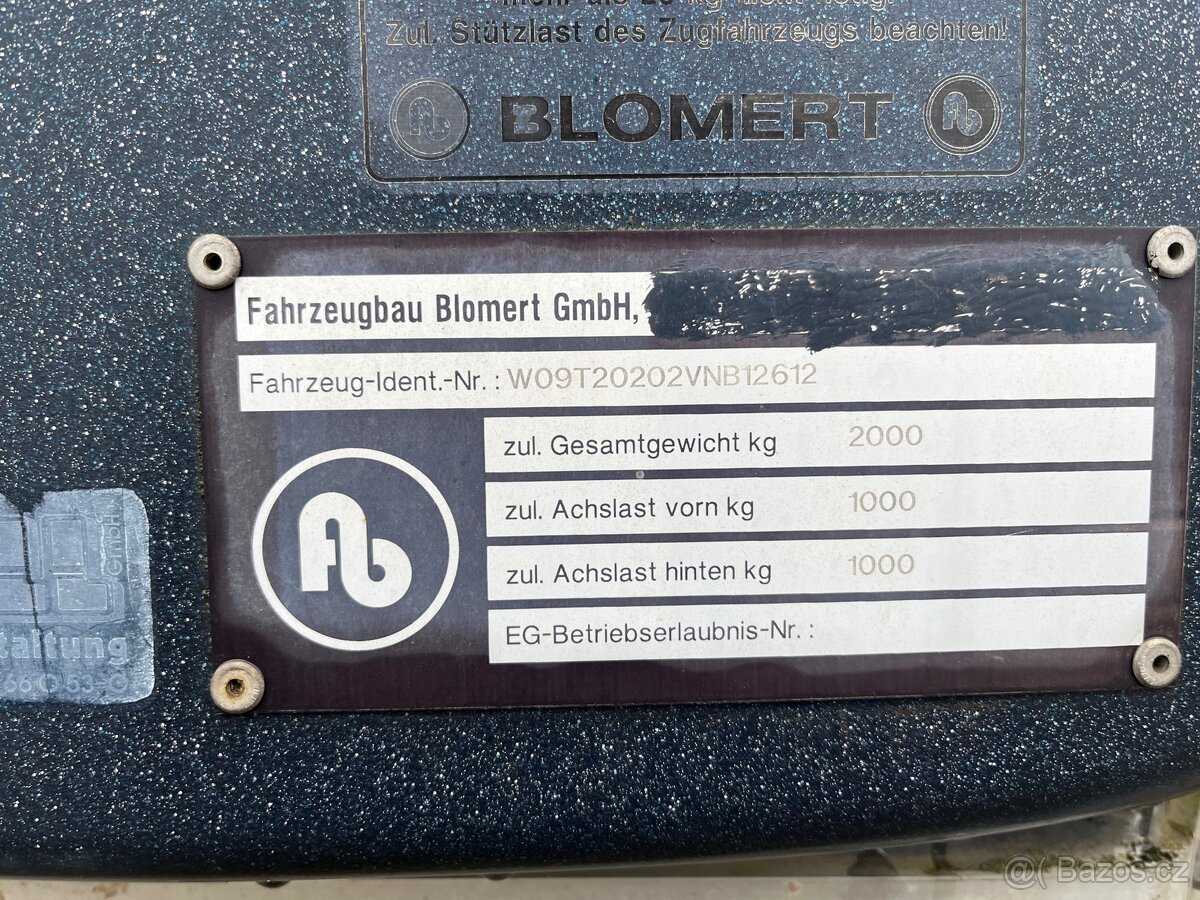 Zul. Stützlast des Zugfahrzeugs beachten!
BLOMERT
Fahrzeugbau Blomert GmbH,
Fahrzeug-Ident.-Nr.: W09T20202VNB12612
zul. Gesamtgewicht kg 2000
zul. Achslast vorn kg 1000
zul. Achslast hinten kg 1000
EG-Betriebserlaubnis-Nr.:
GmbH
@( Bazos.cz